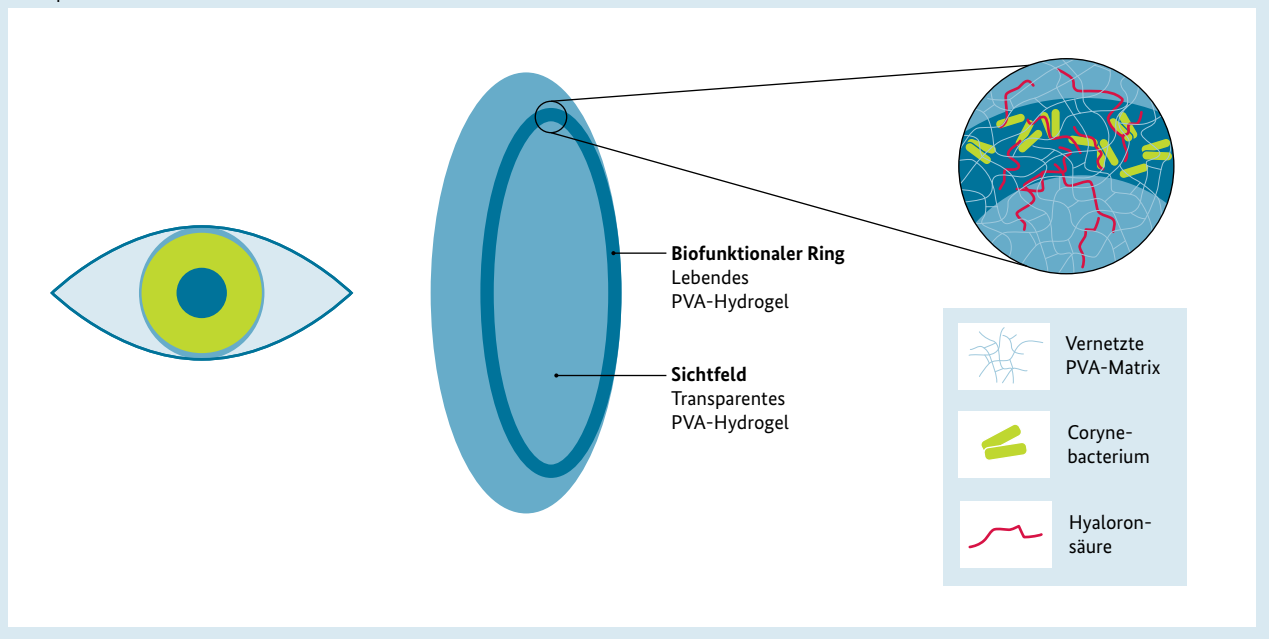 Biofunktionaler Ring
Lebendes
PVA-Hydrogel
Sichtfeld
Transparentes
PVA-Hydrogel
Vernetzte
PVA-Matrix
Coryne-
bacterium
Hyaloron-
säure